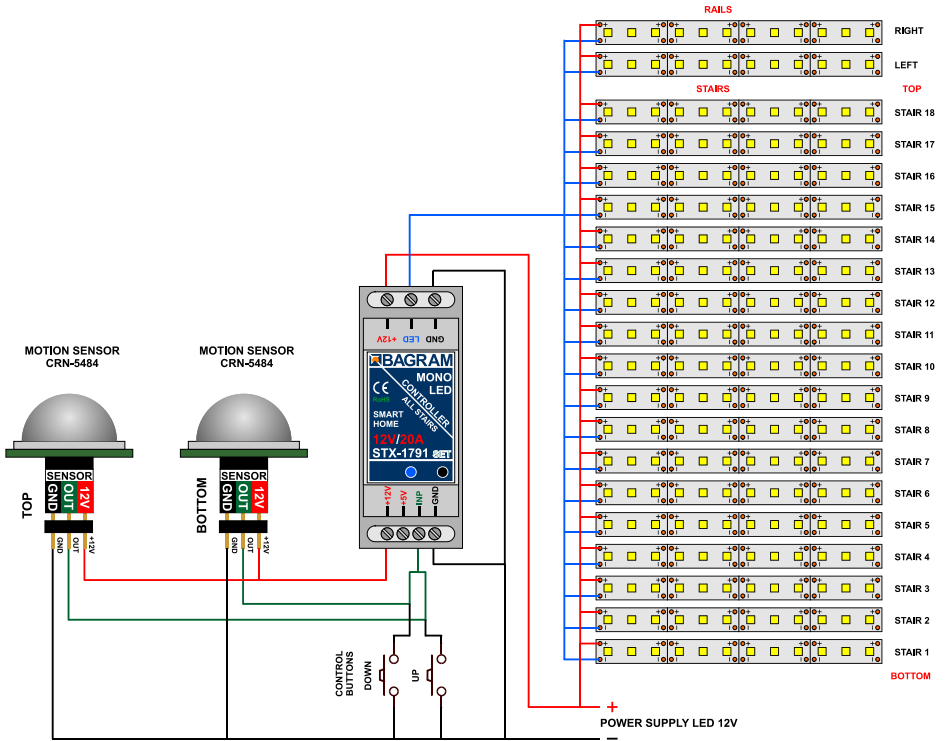 RAILS
RIGHT
LEFT
STAIRS
TOP
STAIR 18
STAIR 17
STAIR 16
STAIR 15
STAIR 14
STAIR 13
STAIR 12
STAIR 11
STAIR 10
STAIR 9
STAIR 8
STAIR 7
STAIR 6
STAIR 5
STAIR 4
STAIR 3
STAIR 2
STAIR 1
BOTTOM
MOTION SENSOR
CRN-5484
SENSOR
GND
OUT
12V
TOP
GND
OUT
+12V
MOTION SENSOR
CRN-5484
SENSOR
GND
OUT
12V
BOTTOM
GND
OUT
+12V
+12V
LED
GND
BAGRAM
MONO
LED
CE
RoHS
CONTROLLER
ALL STAIRS
SMART
HOME
12V/20A
STX-1791
SET
+12V
+5V
INP
GND
CONTROL
BUTTONS
DOWN
UP
+
POWER SUPPLY LED 12V
−